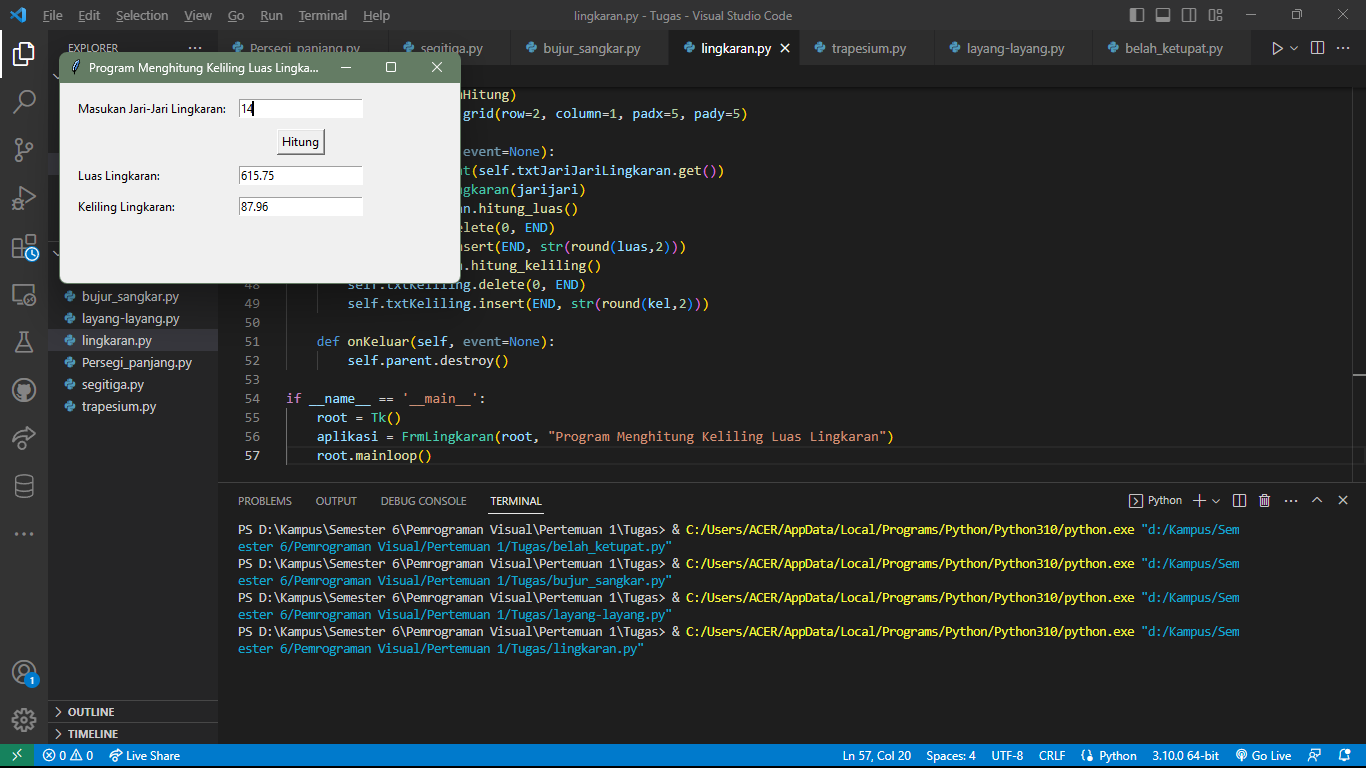 File Edit Selection View Go Run Terminal Help
lingkaran.py - Tugas - Visual Studio Code
EXPLORER
Persegi_panjang.py segitiga.py bujur_sangkar.py lingkaran.py trapesium.py layang-layang.py belah_ketupat.py
Program Menghitung Keliling Luas Lingka...
Masukan Jari-Jari Lingkaran: 14
Hitung
Luas Lingkaran: 615.75
Keliling Lingkaran: 87.96
bujur_sangkar.py
layang-layang.py
lingkaran.py
Persegi_panjang.py
segitiga.py
trapesium.py
OUTLINE
TIMELINE
Hitung)
grid(row=2, column=1, padx=5, pady=5)
event=None):
t(self.txtJariJariLingkaran.get())
gkaran(jarijari)
n.hitung_luas()
elete(0, END)
sert(END, str(round(luas,2)))
.hitung_keliling()
48 self.txtKeliling.delete(0, END)
49 self.txtKeliling.insert(END, str(round(kel,2)))
50
51 def onKeluar(self, event=None):
52 self.parent.destroy()
53
54 if __name__ == '__main__':
55 root = Tk()
56 aplikasi = FrmLingkaran(root, "Program Menghitung Keliling Luas Lingkaran")
57 root.mainloop()
PROBLEMS OUTPUT DEBUG CONSOLE TERMINAL
Python
PS D:\Kampus\Semester 6\Pemrograman Visual\Pertemuan 1\Tugas> & C:/Users/ACER/AppData/Local/Programs/Python/Python310/python.exe "d:/Kampus/Sem
ester 6/Pemrograman Visual/Pertemuan 1/Tugas/belah_ketupat.py"
PS D:\Kampus\Semester 6\Pemrograman Visual\Pertemuan 1\Tugas> & C:/Users/ACER/AppData/Local/Programs/Python/Python310/python.exe "d:/Kampus/Sem
ester 6/Pemrograman Visual/Pertemuan 1/Tugas/bujur_sangkar.py"
PS D:\Kampus\Semester 6\Pemrograman Visual\Pertemuan 1\Tugas> & C:/Users/ACER/AppData/Local/Programs/Python/Python310/python.exe "d:/Kampus/Sem
ester 6/Pemrograman Visual/Pertemuan 1/Tugas/layang-layang.py"
PS D:\Kampus\Semester 6\Pemrograman Visual\Pertemuan 1\Tugas> & C:/Users/ACER/AppData/Local/Programs/Python/Python310/python.exe "d:/Kampus/Sem
ester 6/Pemrograman Visual/Pertemuan 1/Tugas/lingkaran.py"
1
0 0 Live Share
Ln 57, Col 20 Spaces: 4 UTF-8 CRLF Python 3.10.0 64-bit Go Live